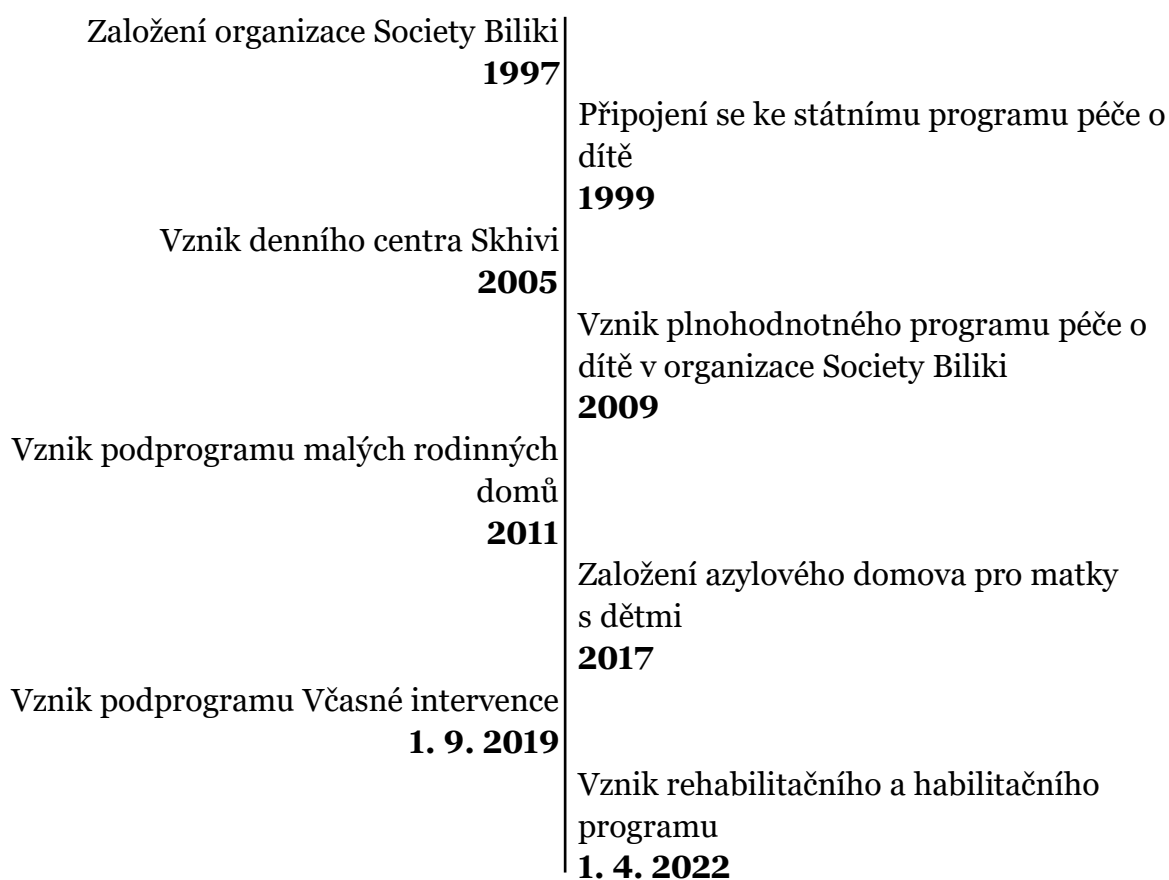 Založení organizace Society Biliki
1997
Připojení se ke státnímu programu péče o
dítě
1999
Vznik denního centra Skhivi
2005
Vznik plnohodnotného programu péče o
dítě v organizace Society Biliki
2009
Vznik podprogramu malých rodinných
domů
2011
Založení azylového domova pro matky
s dětmi
2017
Vznik podprogramu Včasné intervence
1. 9. 2019
Vznik rehabilitačního a habilitačního
programu
1. 4. 2022